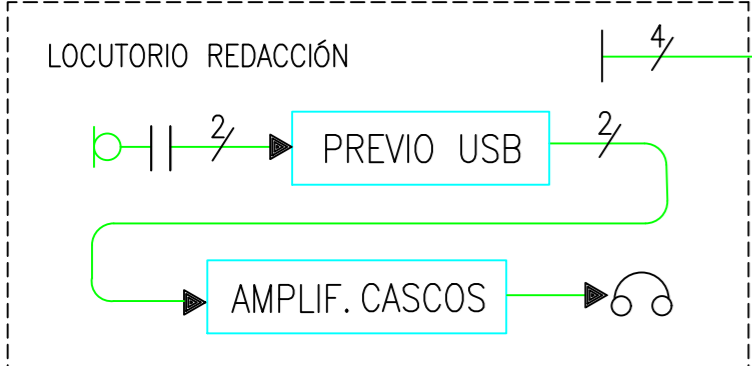 LOCUTORIO REDACCIÓN
4
2
PREVIO USB
2
AMPLIF. CASCOS